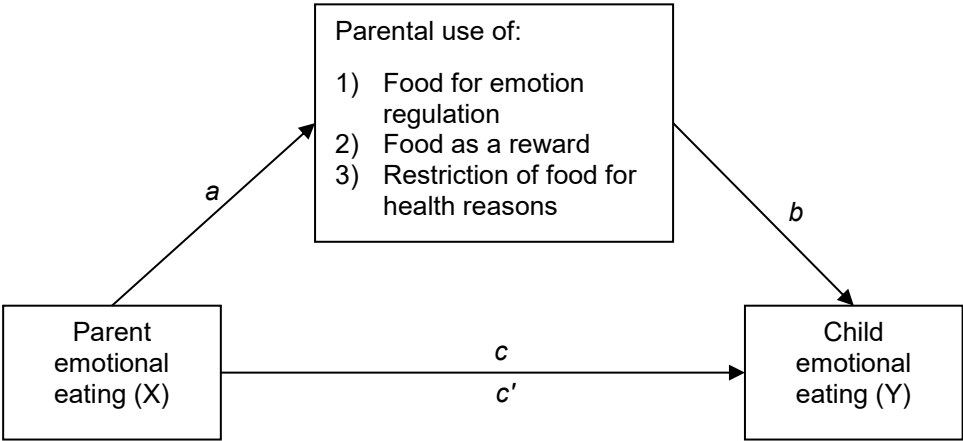 Parental use of:
1) Food for emotion
regulation
2) Food as a reward
3) Restriction of food for
health reasons
a
b
Parent
emotional
eating (X)
c
c'
Child
emotional
eating (Y)